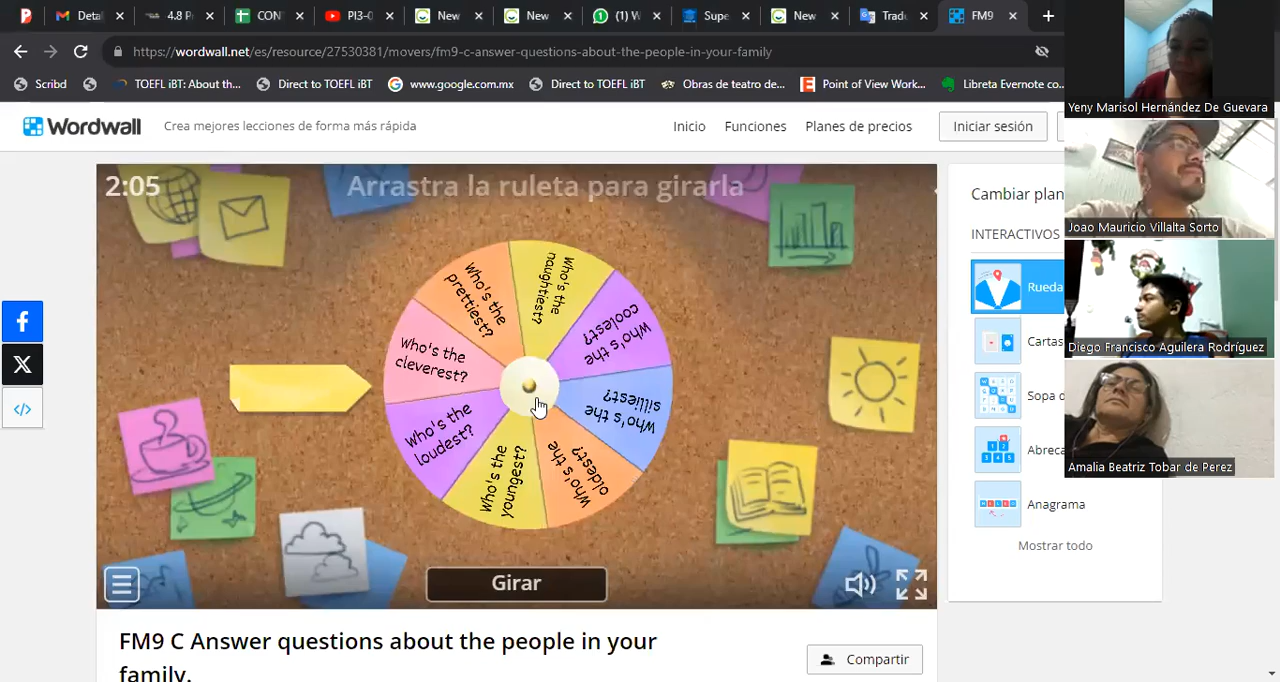 Detal
4.8 P
CON
PI3-0
New
New
(1) W
Supe
New
Tradu
FM9
https://wordwall.net/es/resource/27530381/movers/fm9-c-answer-questions-about-the-people-in-your-family
Scribd
TOEFL iBT: About th...
Direct to TOEFL iBT
www.google.com.mx
Direct to TOEFL iBT
Obras de teatro de...
Point of View Work...
Libreta Evernote co...
Wordwall
Crea mejores lecciones de forma más rápida
Inicio
Funciones
Planes de precios
Iniciar sesión
2:05
Arrastra la ruleta para girarla
Who's the
prettiest?
Who's the
naughtiest?
Who's the
coolest?
Who's the
silliest?
Who's the
oldest?
Who's the
youngest?
Who's the
loudest?
Who's the
cleverest?
Girar
FM9 C Answer questions about the people in your
family.
Compartir
Cambiar plan
INTERACTIVOS
Rueda
Cartas
Sopa d
Abreca
Anagrama
Mostrar todo
Yeny Marisol Hernández De Guevara
Joao Mauricio Villalta Sorto
Diego Francisco Aguilera Rodríguez
Amalia Beatriz Tobar de Perez